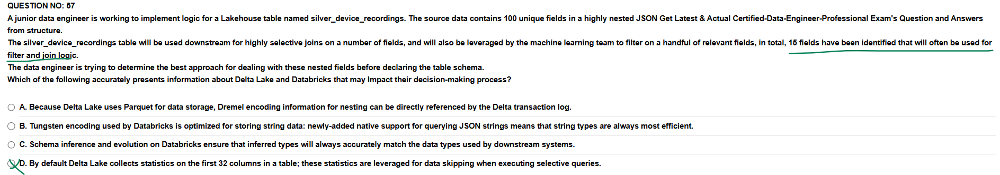 QUESTION NO: 57
A junior data engineer is working to implement logic for a Lakehouse table named silver_device_recordings. The source data contains 100 unique fields in a highly nested JSON Get Latest & Actual Certified-Data-Engineer-Professional Exam's Question and Answers
from structure.
The silver_device_recordings table will be used downstream for highly selective joins on a number of fields, and will also be leveraged by the machine learning team to filter on a handful of relevant fields, in total, 15 fields have been identified that will often be used for
filter and join logic.
The data engineer is trying to determine the best approach for dealing with these nested fields before declaring the table schema.
Which of the following accurately presents information about Delta Lake and Databricks that may Impact their decision-making process?
A. Because Delta Lake uses Parquet for data storage, Dremel encoding information for nesting can be directly referenced by the Delta transaction log.
B. Tungsten encoding used by Databricks is optimized for storing string data: newly-added native support for querying JSON strings means that string types are always most efficient.
C. Schema inference and evolution on Databricks ensure that inferred types will always accurately match the data types used by downstream systems.
D. By default Delta Lake collects statistics on the first 32 columns in a table; these statistics are leveraged for data skipping when executing selective queries.